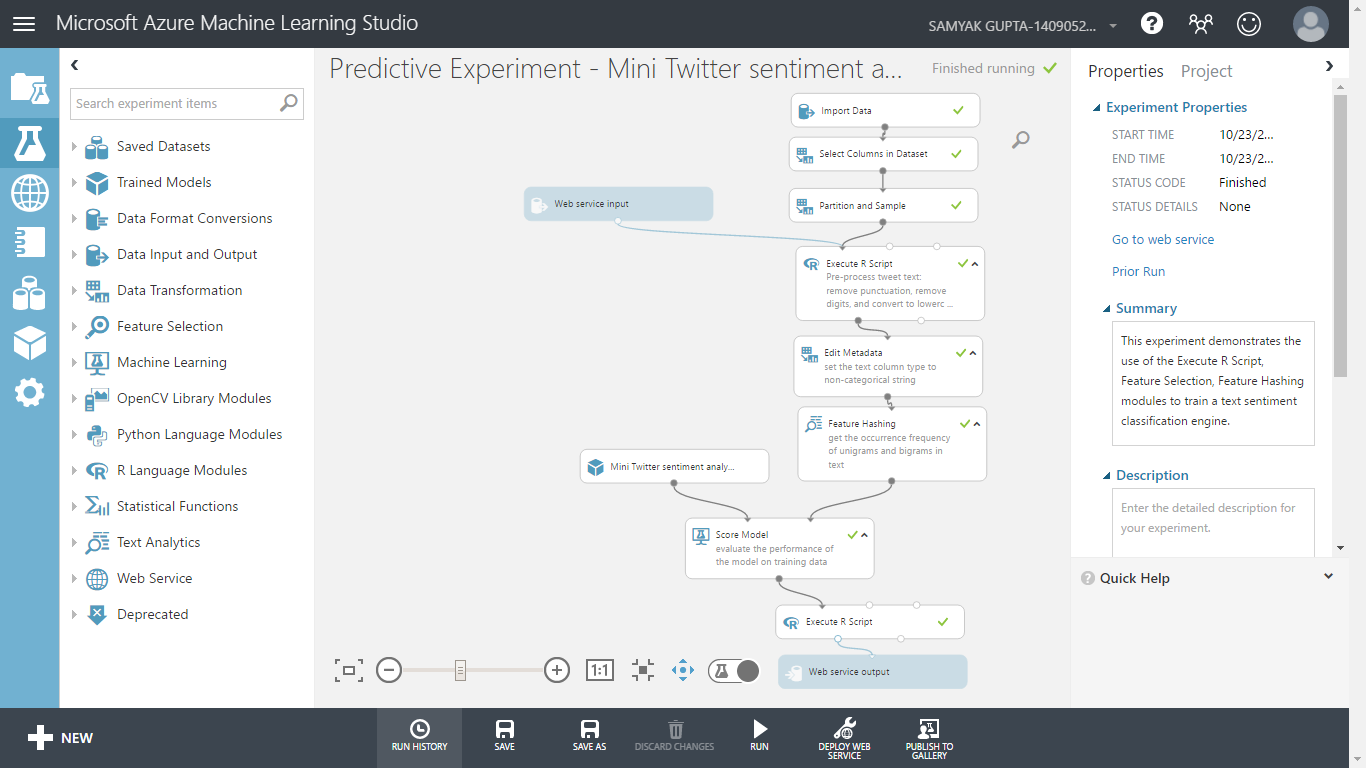 Microsoft Azure Machine Learning Studio
SAMYAK GUPTA-1409052...
?
Search experiment items
Saved Datasets
Trained Models
Data Format Conversions
Data Input and Output
Data Transformation
Feature Selection
Machine Learning
OpenCV Library Modules
Python Language Modules
R Language Modules
Statistical Functions
Text Analytics
Web Service
Deprecated
Predictive Experiment - Mini Twitter sentiment a...
Finished running
Import Data
Select Columns in Dataset
Web service input
Partition and Sample
Execute R Script
Pre-process tweet text:
remove punctuation, remove
digits, and convert to lowerc ...
Edit Metadata
set the text column type to
non-categorical string
Feature Hashing
get the occurrence frequency
of unigrams and bigrams in
text
Mini Twitter sentiment analy...
Score Model
evaluate the performance of
the model on training data
Execute R Script
Web service output
1:1
Properties
Project
Experiment Properties
START TIME 10/23/2...
END TIME 10/23/2...
STATUS CODE Finished
STATUS DETAILS None
Go to web service
Prior Run
Summary
This experiment demonstrates the
use of the Execute R Script,
Feature Selection, Feature Hashing
modules to train a text sentiment
classification engine.
Description
Enter the detailed description for
your experiment.
? Quick Help
NEW
RUN HISTORY
SAVE
SAVE AS
DISCARD CHANGES
RUN
DEPLOY WEB
SERVICE
PUBLISH TO
GALLERY